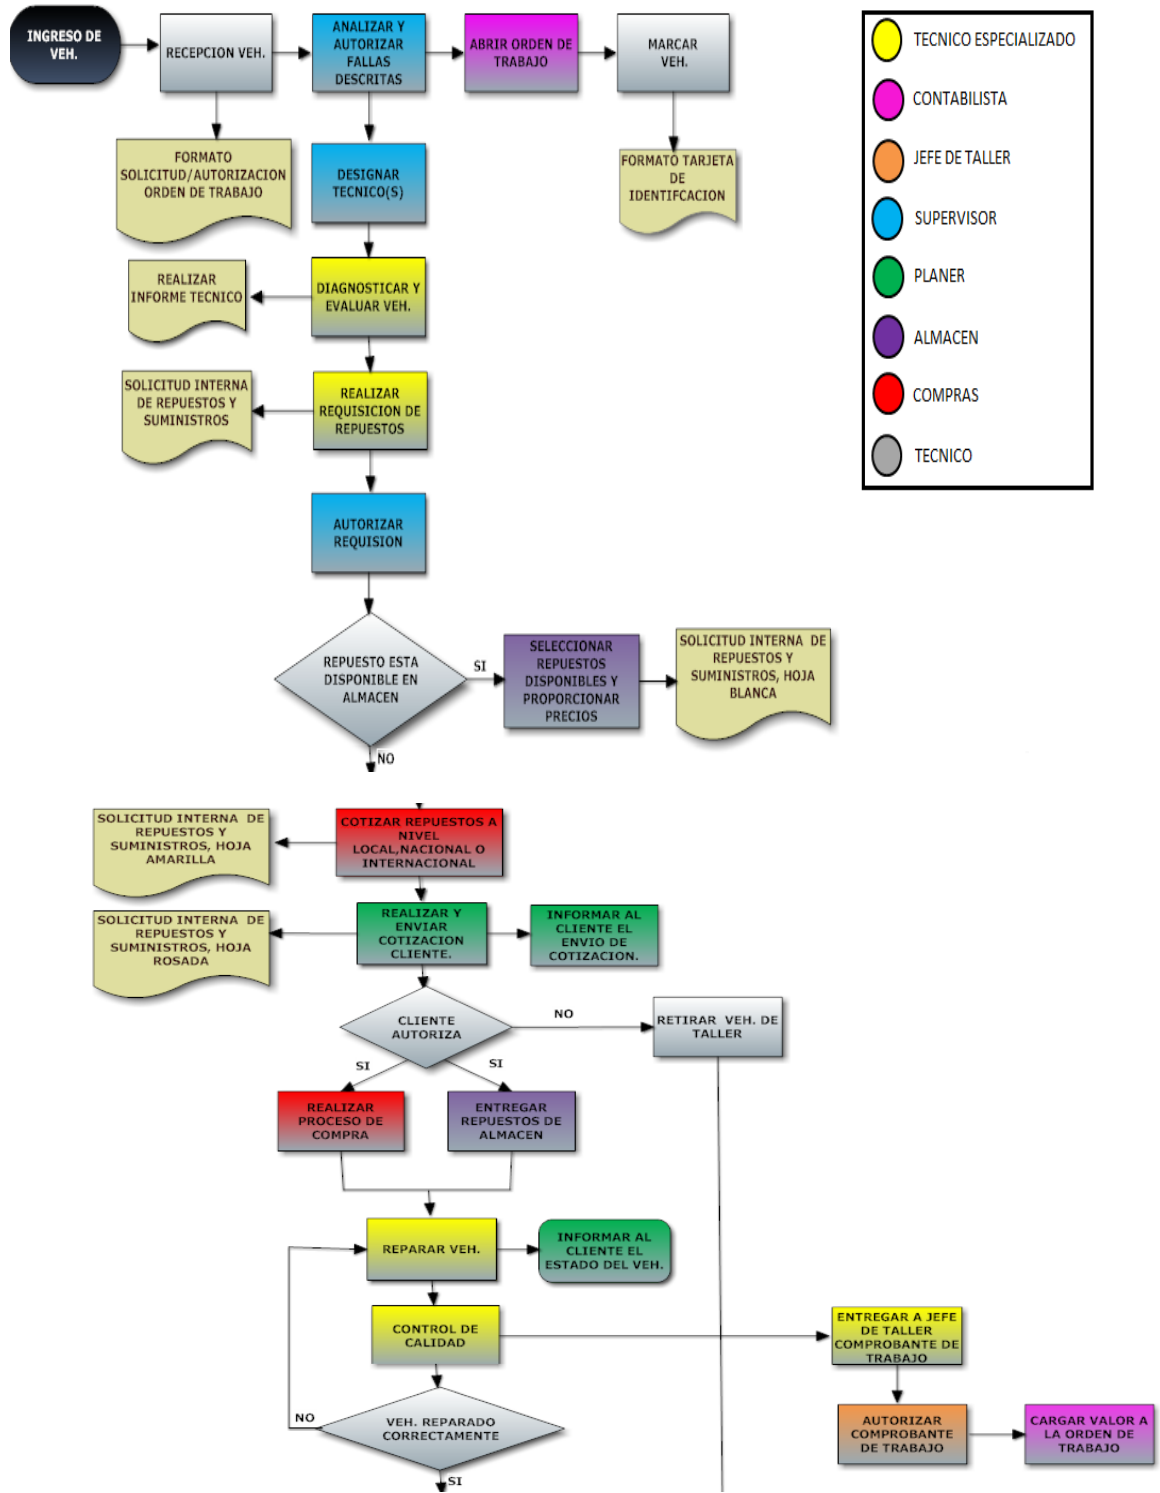 INGRESO DE
VEH.
RECEPCION VEH.
ANALIZAR Y
AUTORIZAR
FALLAS
DESCRITAS
ABRIR ORDEN DE
TRABAJO
MARCAR
VEH.
TECNICO ESPECIALIZADO
CONTABILISTA
JEFE DE TALLER
SUPERVISOR
PLANER
ALMACEN
COMPRAS
TECNICO
FORMATO
SOLICITUD/AUTORIZACION
ORDEN DE TRABAJO
DESIGNAR
TECNICO(S)
FORMATO TARJETA
DE
IDENTIFCACION
REALIZAR
INFORME TECNICO
DIAGNOSTICAR Y
EVALUAR VEH.
SOLICITUD INTERNA
DE REPUESTOS Y
SUMINISTROS
REALIZAR
REQUISICION DE
REPUESTOS
AUTORIZAR
REQUISION
REPUESTO ESTA
DISPONIBLE EN
ALMACEN
SI
SELECCIONAR
REPUESTOS
DISPONIBLES Y
PROPORCIONAR
PRECIOS
SOLICITUD INTERNA DE
REPUESTOS Y
SUMINISTROS, HOJA
BLANCA
NO
SOLICITUD INTERNA DE
REPUESTOS Y
SUMINISTROS, HOJA
AMARILLA
COTIZAR REPUESTOS A
NIVEL
LOCAL,NACIONAL O
INTERNACIONAL
SOLICITUD INTERNA DE
REPUESTOS Y
SUMINISTROS, HOJA
ROSADA
REALIZAR Y
ENVIAR
COTIZACION
CLIENTE.
INFORMAR AL
CLIENTE EL
ENVIO DE
COTIZACION.
CLIENTE
AUTORIZA
NO
RETIRAR VEH. DE
TALLER
SI
SI
REALIZAR
PROCESO DE
COMPRA
ENTREGAR
REPUESTOS DE
ALMACEN
REPARAR VEH.
INFORMAR AL
CLIENTE EL
ESTADO DEL VEH.
CONTROL DE
CALIDAD
ENTREGAR A JEFE
DE TALLER
COMPROBANTE DE
TRABAJO
NO
VEH. REPARADO
CORRECTAMENTE
AUTORIZAR
COMPROBANTE
DE TRABAJO
CARGAR VALOR A
LA ORDEN DE
TRABAJO
SI